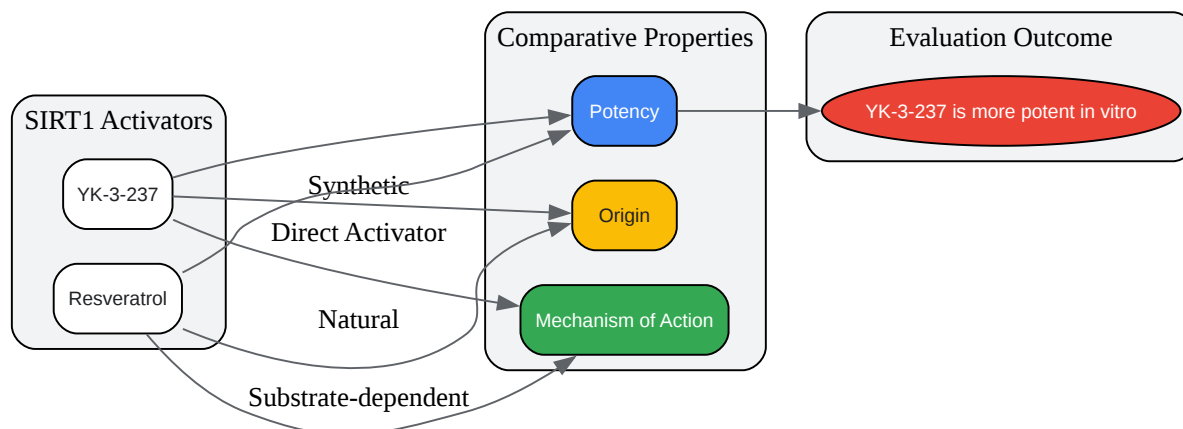 SIRT1 Activators
YK-3-237
Resveratrol
Synthetic
Direct Activator
Natural
Substrate-dependent
Comparative Properties
Potency
Origin
Mechanism of Action
Evaluation Outcome
YK-3-237 is more potent in vitro